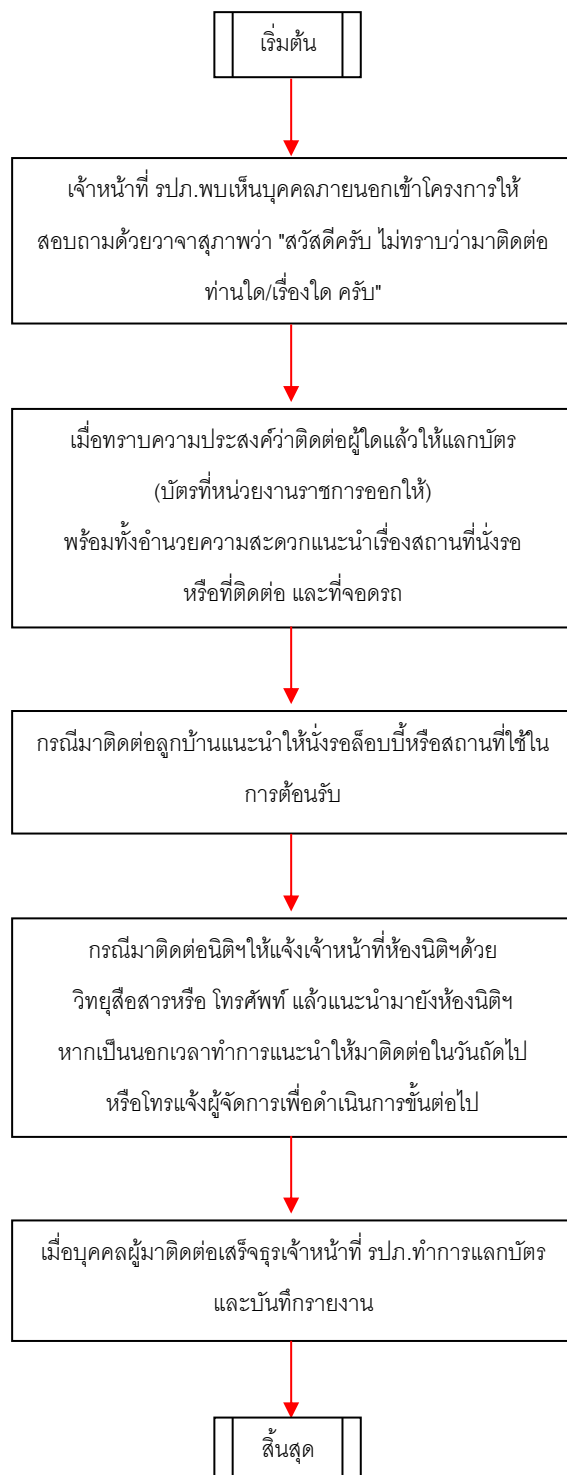 เริ่มต้น
เจ้าหน้าที่ รปภ.พบเห็นบุคคลภายนอกเข้าโครงการให้
สอบถามด้วยวาจาสุภาพว่า "สวัสดีครับ ไม่ทราบว่ามาติดต่อ
ท่านใด/เรื่องใด ครับ"
เมื่อทราบความประสงค์ว่าติดต่อผู้ใดแล้วให้แลกบัตร
(บัตรที่หน่วยงานราชการออกให้)
พร้อมทั้งอำนวยความสะดวกแนะนำเรื่องสถานที่นั่งรอ
หรือที่ติดต่อ และที่จอดรถ
กรณีมาติดต่อลูกบ้านแนะนำให้นั่งรอล็อบบี้หรือสถานที่ใช้ใน
การต้อนรับ
กรณีมาติดต่อนิติฯให้แจ้งเจ้าหน้าที่ห้องนิติฯด้วย
วิทยุสื่อสารหรือ โทรศัพท์ แล้วแนะนำมายังห้องนิติฯ
หากเป็นนอกเวลาทำการแนะนำให้มาติดต่อในวันถัดไป
หรือโทรแจ้งผู้จัดการเพื่อดำเนินการขั้นต่อไป
เมื่อบุคคลผู้มาติดต่อเสร็จธุรเจ้าหน้าที่ รปภ.ทำการแลกบัตร
และบันทึกรายงาน
สิ้นสุด